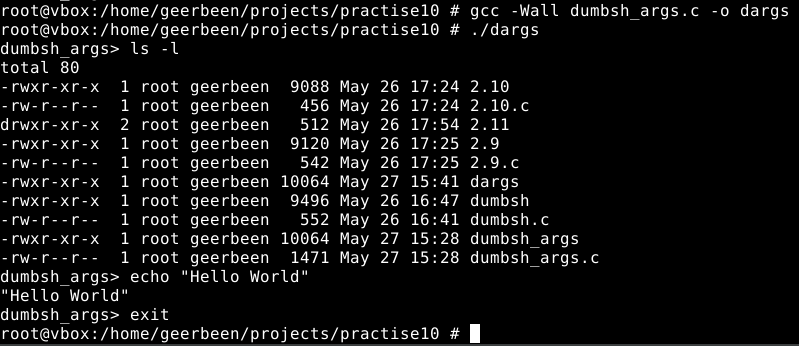 root@vbox:/home/geerbeen/projects/practise10 # gcc -Wall dumbsh_args.c -o dargs
root@vbox:/home/geerbeen/projects/practise10 # ./dargs
dumbsh_args> ls -l
total 80
-rwxr-xr-x  1 root geerbeen  9088 May 26 17:24 2.10
-rw-r--r--  1 root geerbeen   456 May 26 17:24 2.10.c
drwxr-xr-x  2 root geerbeen   512 May 26 17:54 2.11
-rwxr-xr-x  1 root geerbeen  9120 May 26 17:25 2.9
-rw-r--r--  1 root geerbeen   542 May 26 17:25 2.9.c
-rwxr-xr-x  1 root geerbeen 10064 May 27 15:41 dargs
-rwxr-xr-x  1 root geerbeen  9496 May 26 16:47 dumbsh
-rw-r--r--  1 root geerbeen   552 May 26 16:41 dumbsh.c
-rwxr-xr-x  1 root geerbeen 10064 May 27 15:28 dumbsh_args
-rw-r--r--  1 root geerbeen  1471 May 27 15:28 dumbsh_args.c
dumbsh_args> echo "Hello World"
"Hello World"
dumbsh_args> exit
root@vbox:/home/geerbeen/projects/practise10 #